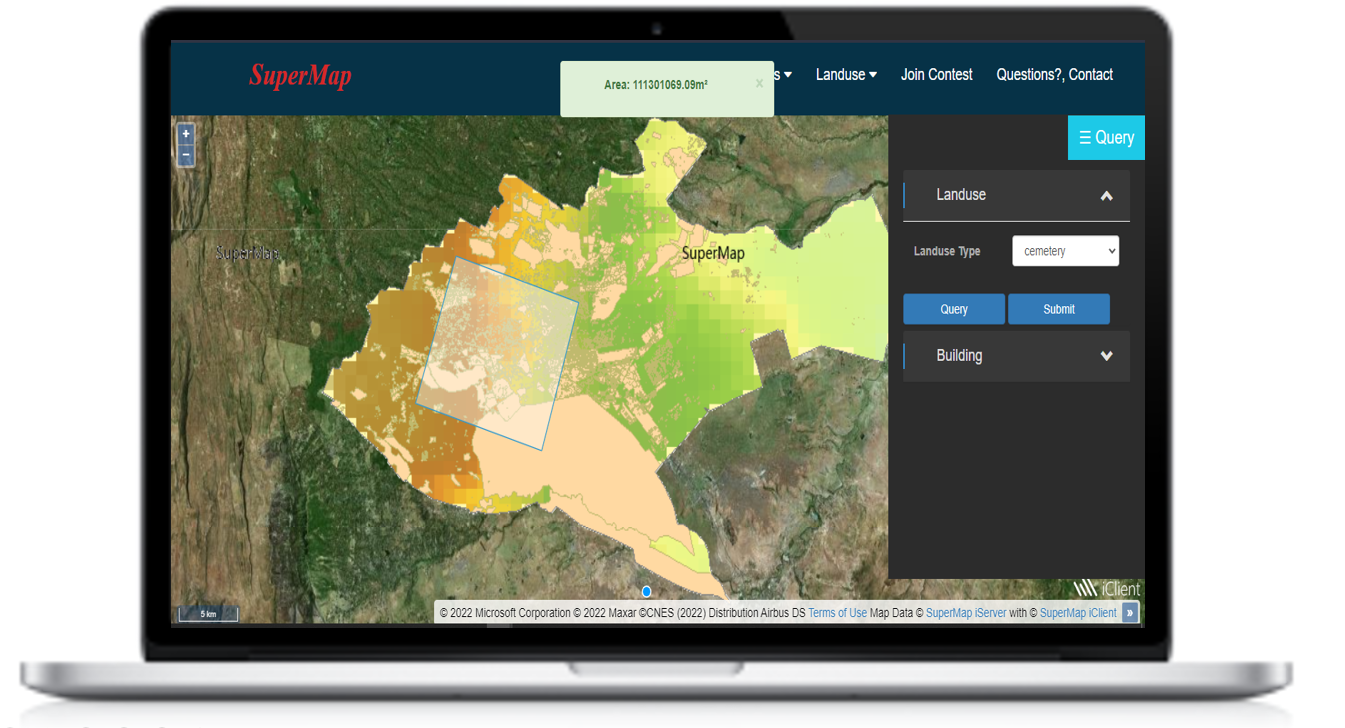 SuperMap
Area: 111301069.09m² ×
s Landuse Join Contest Questions?, Contact
+
−
☰ Query
Landuse
Landuse Type cemetery
Query Submit
Building
SuperMap
SuperMap
iClient
5 km
© 2022 Microsoft Corporation © 2022 Maxar ©CNES (2022) Distribution Airbus DS Terms of Use Map Data © SuperMap iServer with © SuperMap iClient »